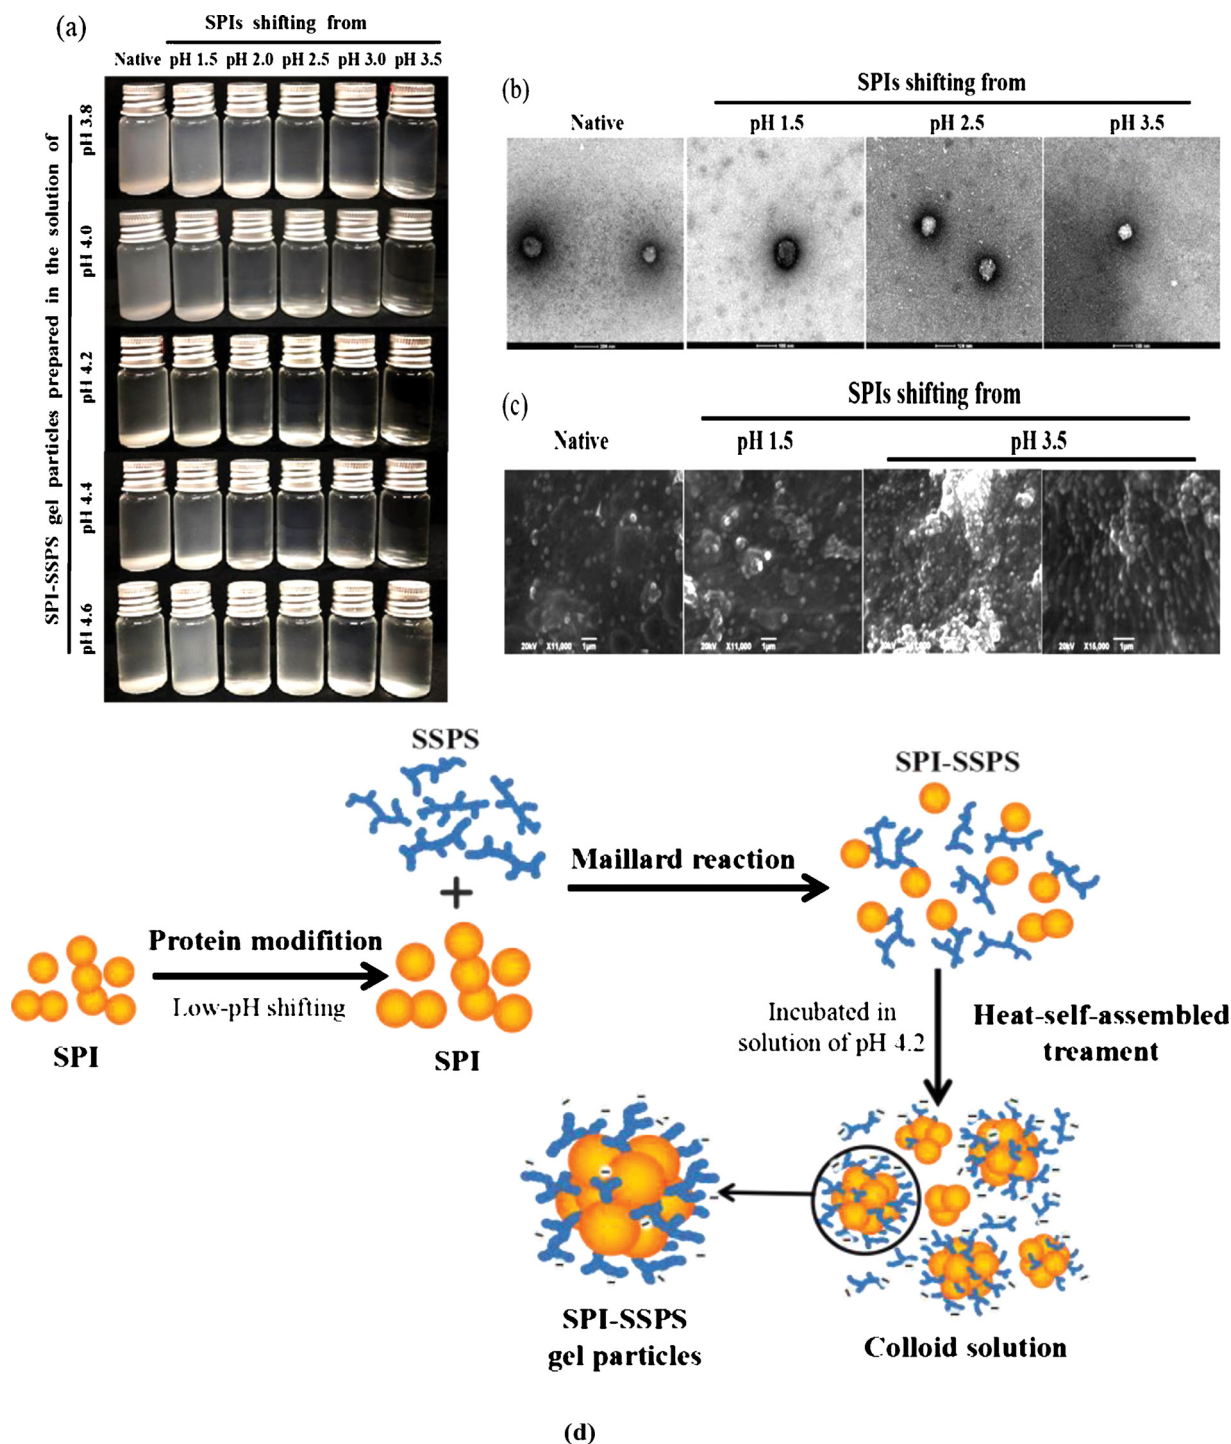 (a)
SPIs shifting from
Native pH 1.5 pH 2.0 pH 2.5 pH 3.0 pH 3.5
SPI-SSPS gel particles prepared in the solution of
pH 3.8
pH 4.0
pH 4.2
pH 4.4
pH 4.6
(b)
SPIs shifting from
Native pH 1.5 pH 2.5 pH 3.5
(c)
SPIs shifting from
Native pH 1.5 pH 3.5
20kV X11,000 1μm
20kV X11,000 1μm
20kV X15,000 1μm
SSPS
SPI-SSPS
Maillard reaction
Protein modifition
Low-pH shifting
SPI
SPI
Incubated in
solution of pH 4.2
Heat-self-assembled
treament
SPI-SSPS
gel particles
Colloid solution
(d)